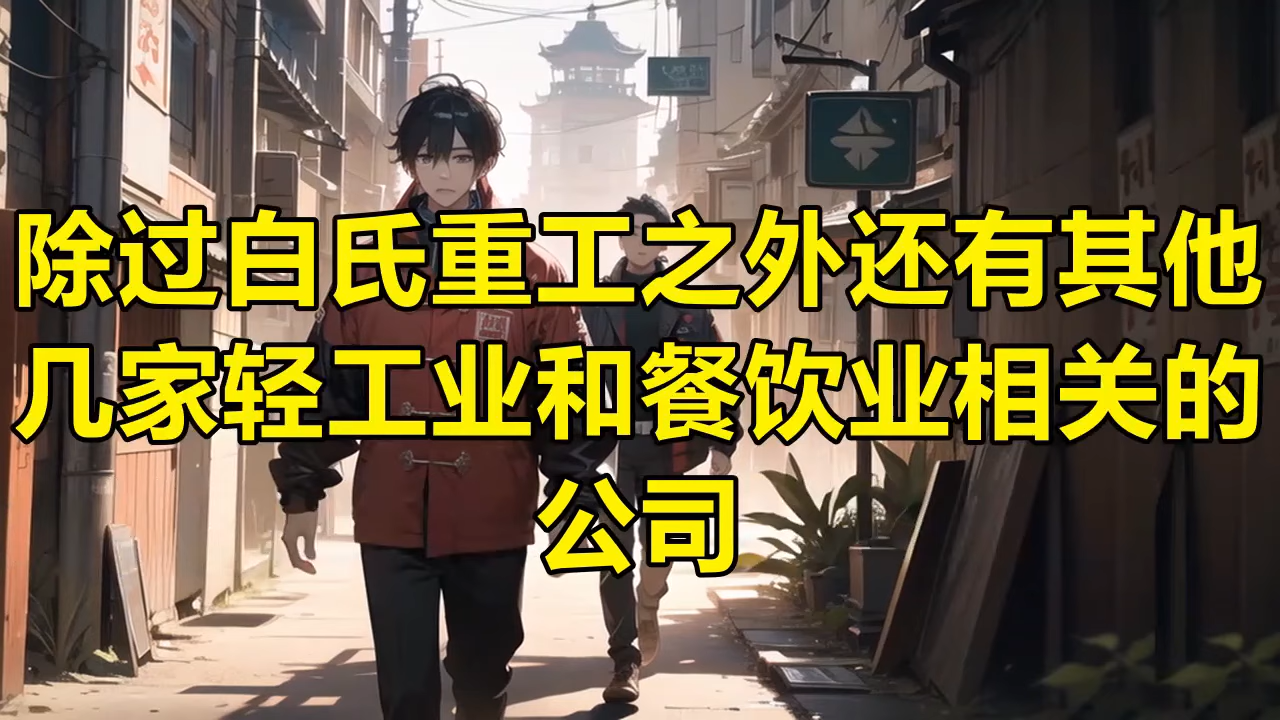 除过白氏重工之外还有其他
几家轻工业和餐饮业相关的
公司